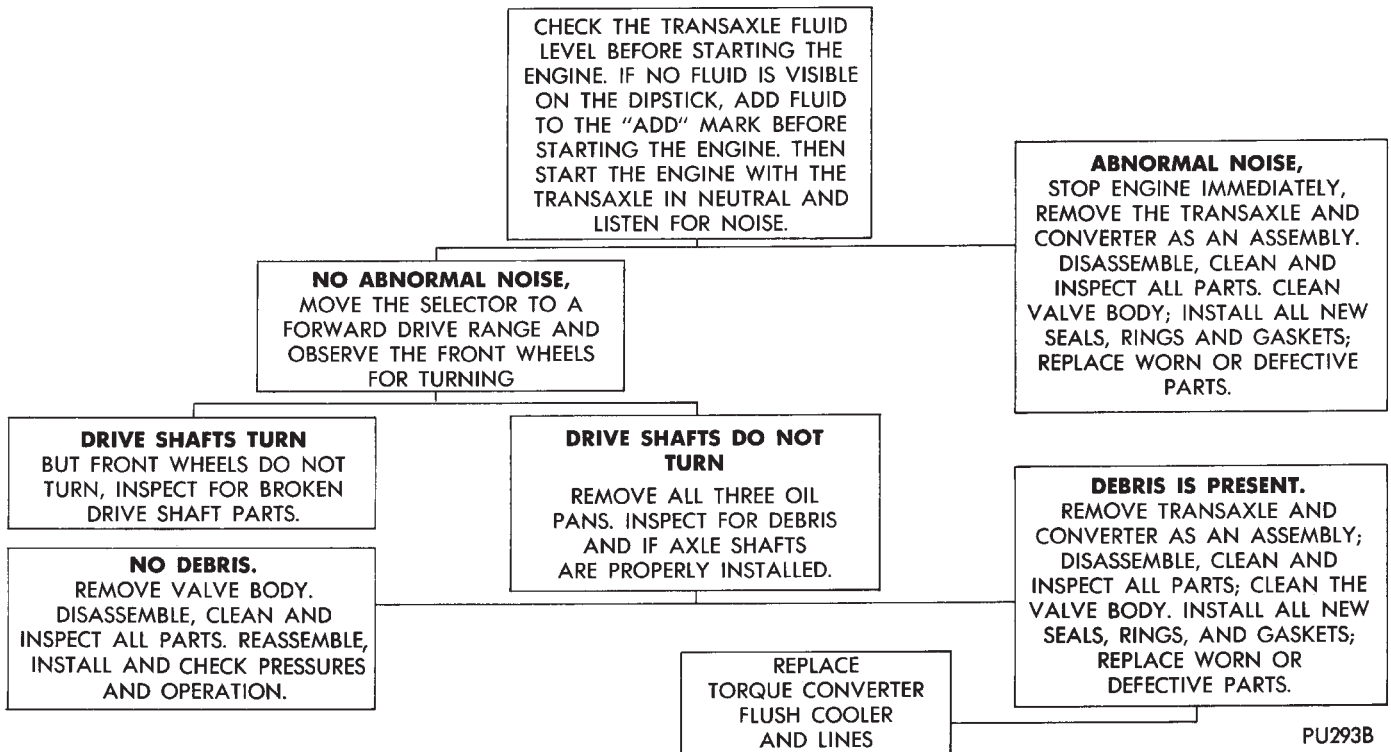 CHECK THE TRANSAXLE FLUID
LEVEL BEFORE STARTING THE
ENGINE. IF NO FLUID IS VISIBLE
ON THE DIPSTICK, ADD FLUID
TO THE "ADD" MARK BEFORE
STARTING THE ENGINE. THEN
START THE ENGINE WITH THE
TRANSAXLE IN NEUTRAL AND
LISTEN FOR NOISE.
ABNORMAL NOISE,
STOP ENGINE IMMEDIATELY,
REMOVE THE TRANSAXLE AND
CONVERTER AS AN ASSEMBLY.
DISASSEMBLE, CLEAN AND
INSPECT ALL PARTS. CLEAN
VALVE BODY; INSTALL ALL NEW
SEALS, RINGS AND GASKETS;
REPLACE WORN OR DEFECTIVE
PARTS.
NO ABNORMAL NOISE,
MOVE THE SELECTOR TO A
FORWARD DRIVE RANGE AND
OBSERVE THE FRONT WHEELS
FOR TURNING
DRIVE SHAFTS TURN
BUT FRONT WHEELS DO NOT
TURN, INSPECT FOR BROKEN
DRIVE SHAFT PARTS.
DRIVE SHAFTS DO NOT
TURN
REMOVE ALL THREE OIL
PANS. INSPECT FOR DEBRIS
AND IF AXLE SHAFTS
ARE PROPERLY INSTALLED.
NO DEBRIS.
REMOVE VALVE BODY.
DISASSEMBLE, CLEAN AND
INSPECT ALL PARTS. REASSEMBLE,
INSTALL AND CHECK PRESSURES
AND OPERATION.
DEBRIS IS PRESENT.
REMOVE TRANSAXLE AND
CONVERTER AS AN ASSEMBLY;
DISASSEMBLE, CLEAN AND
INSPECT ALL PARTS; CLEAN THE
VALVE BODY. INSTALL ALL NEW
SEALS, RINGS, AND GASKETS;
REPLACE WORN OR
DEFECTIVE PARTS.
REPLACE
TORQUE CONVERTER
FLUSH COOLER
AND LINES
PU293B